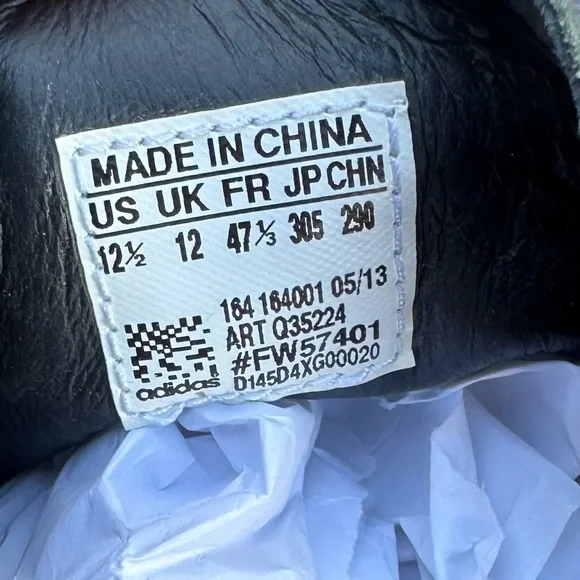 MADE IN CHINA
US UK FR JP CHN
12½ 12 47⅓ 305 290
164 164001 05/13
ART Q35224
#FW57401
D145D4XG00020
adidas